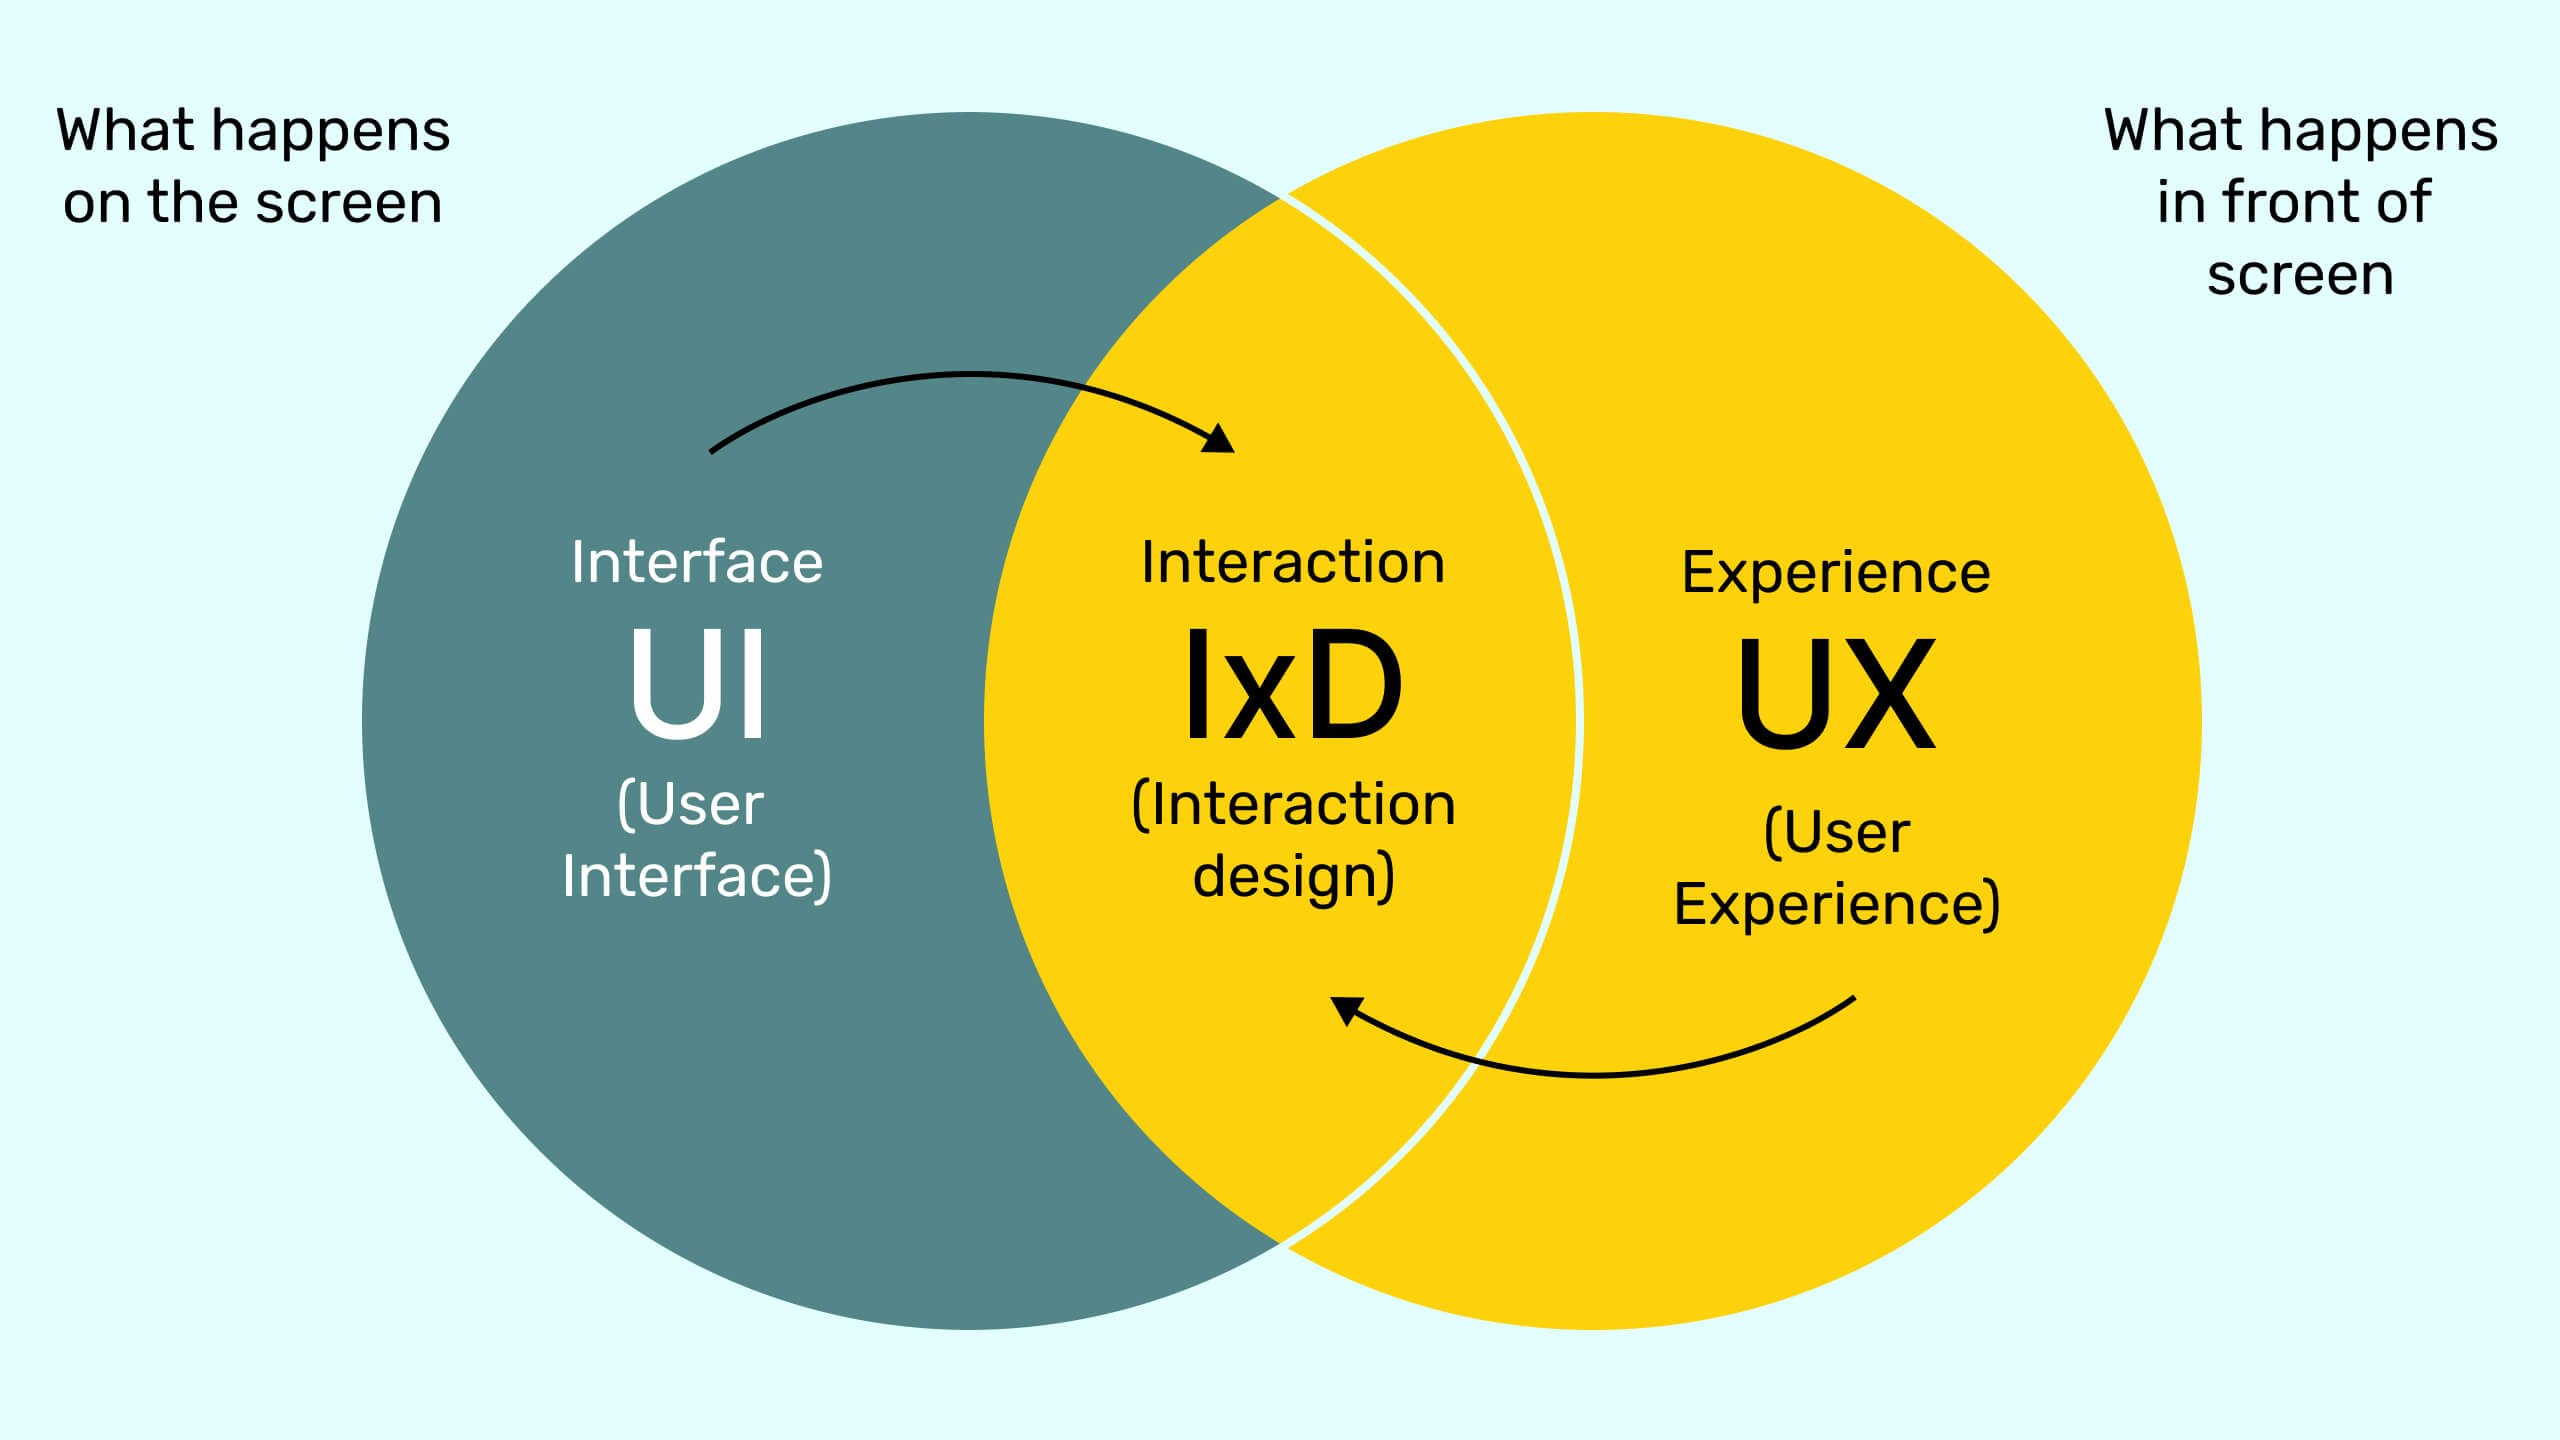 What happens
on the screen
What happens
in front of
screen
Interface
UI
(User
Interface)
Interaction
IxD
(Interaction
design)
Experience
UX
(User
Experience)